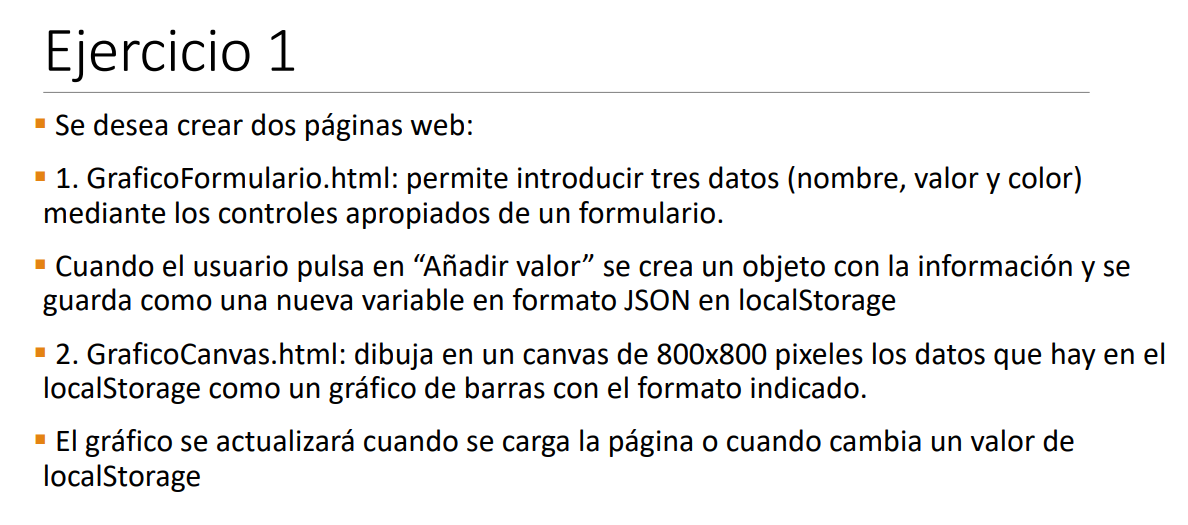 Ejercicio 1
▪ Se desea crear dos páginas web:
▪ 1. GraficoFormulario.html: permite introducir tres datos (nombre, valor y color)
mediante los controles apropiados de un formulario.
▪ Cuando el usuario pulsa en “Añadir valor” se crea un objeto con la información y se
guarda como una nueva variable en formato JSON en localStorage
▪ 2. GraficoCanvas.html: dibuja en un canvas de 800x800 pixeles los datos que hay en el
localStorage como un gráfico de barras con el formato indicado.
▪ El gráfico se actualizará cuando se carga la página o cuando cambia un valor de
localStorage